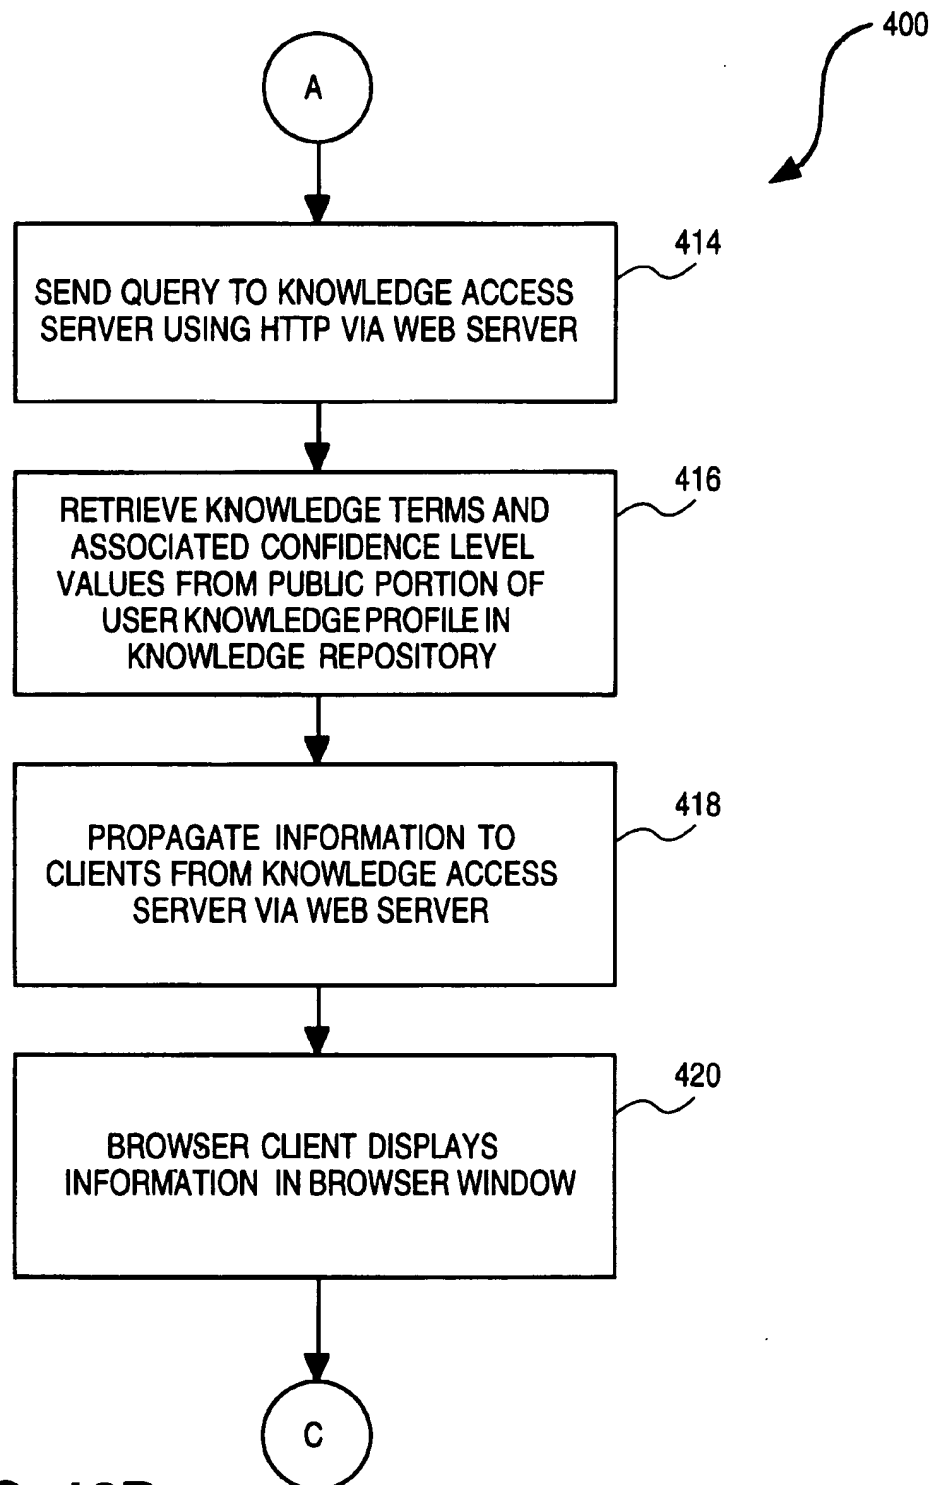 400
A
414
SEND QUERY TO KNOWLEDGE ACCESS
SERVER USING HTTP VIA WEB SERVER
416
RETRIEVE KNOWLEDGE TERMS AND
ASSOCIATED CONFIDENCE LEVEL
VALUES FROM PUBLIC PORTION OF
USER KNOWLEDGE PROFILE IN
KNOWLEDGE REPOSITORY
418
PROPAGATE INFORMATION TO
CLIENTS FROM KNOWLEDGE ACCESS
SERVER VIA WEB SERVER
420
BROWSER CLIENT DISPLAYS
INFORMATION IN BROWSER WINDOW
C